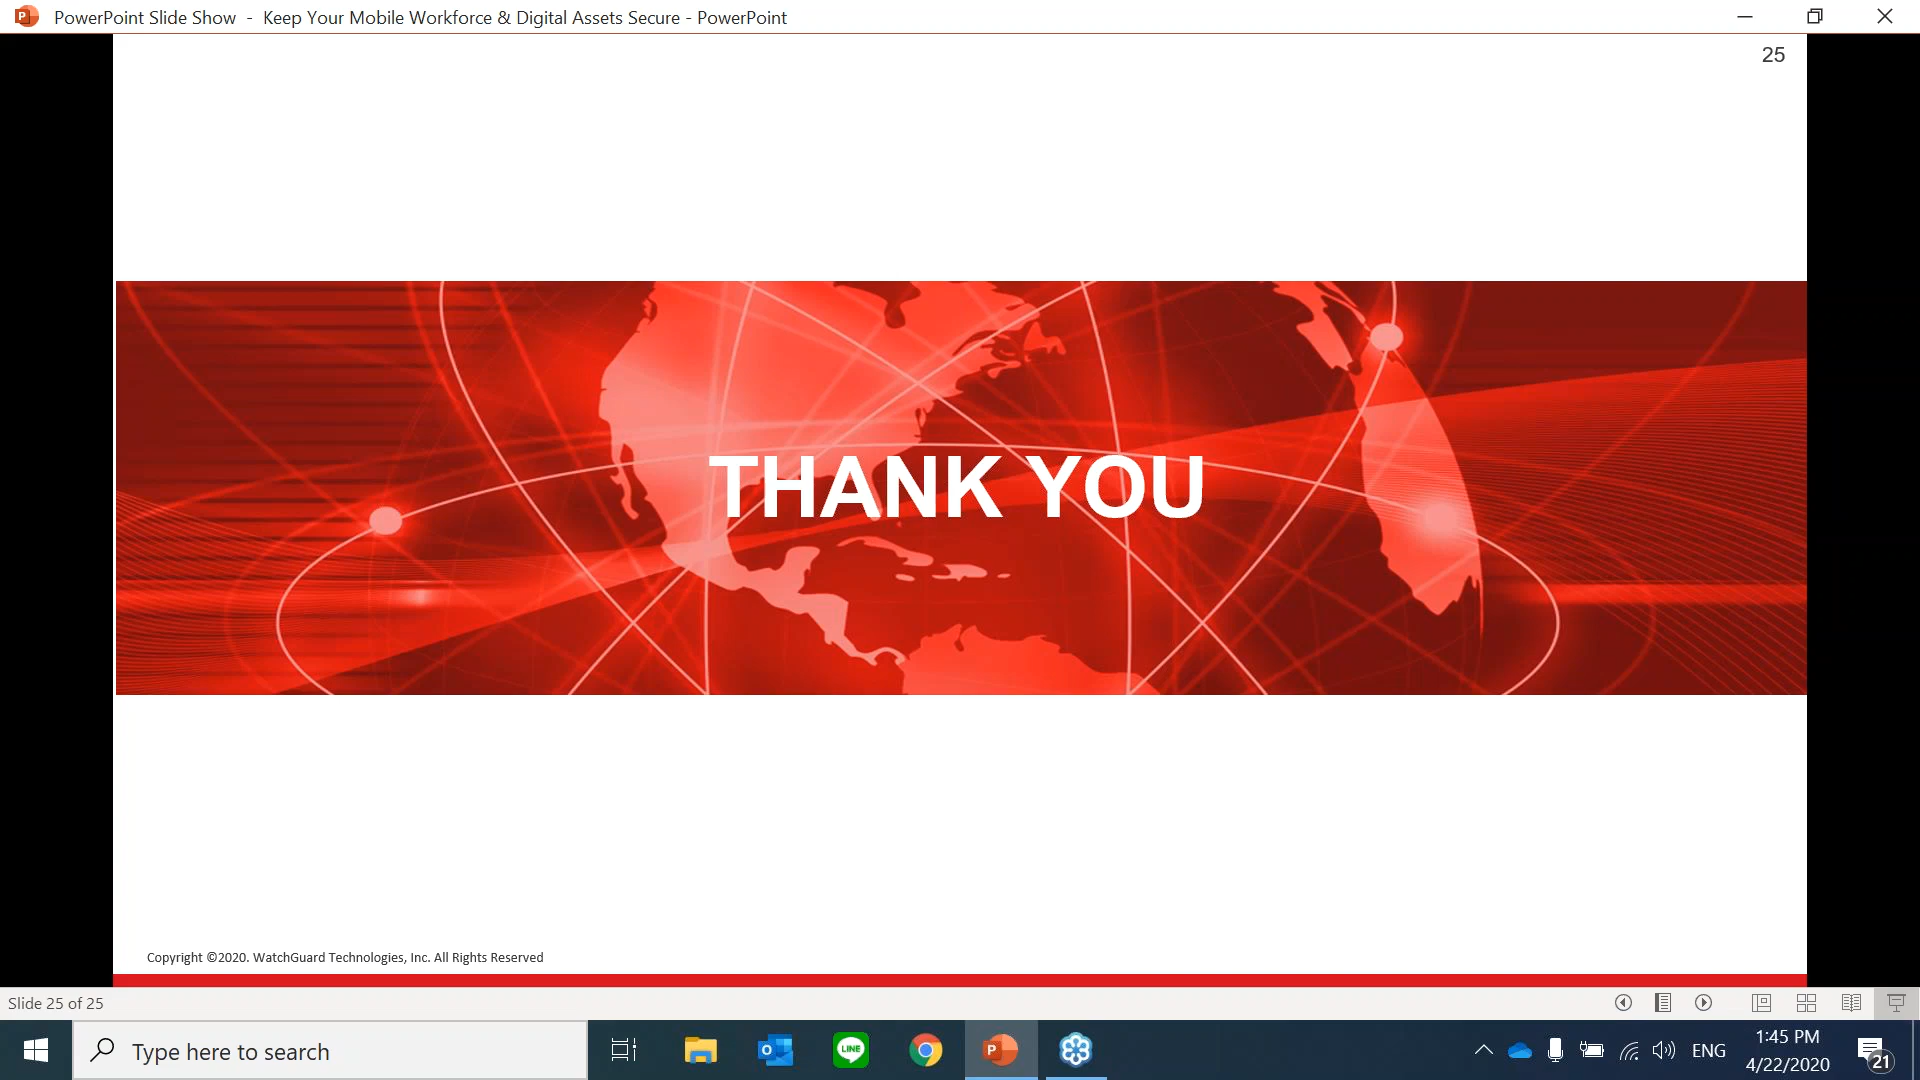 PowerPoint Slide Show - Keep Your Mobile Workforce & Digital Assets Secure - PowerPoint
25
THANK YOU
Copyright ©2020. WatchGuard Technologies, Inc. All Rights Reserved
Slide 25 of 25
Type here to search
LINE
ENG
1:45 PM
4/22/2020
21